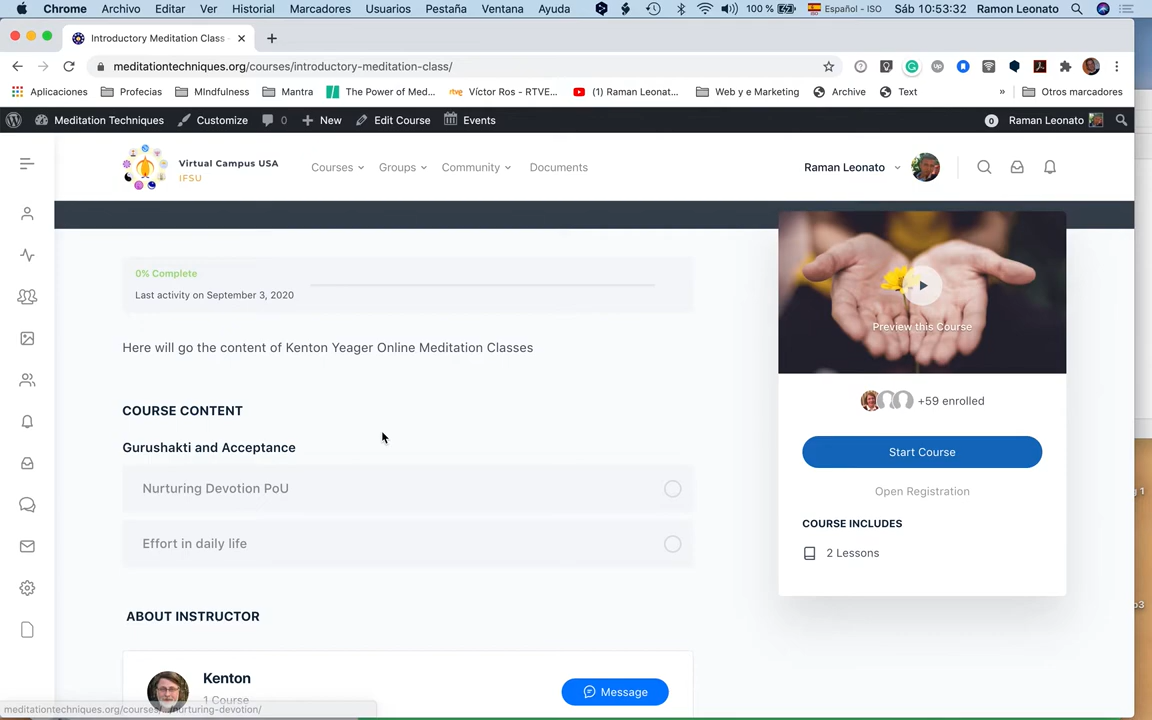 Chrome Archivo Editar Ver Historial Marcadores Usuarios Pestaña Ventana Ayuda 100 % Español - ISO Sáb 10:53:32 Ramon Leonato
Introductory Meditation Class
meditationtechniques.org/courses/introductory-meditation-class/
Aplicaciones Profecias MIndfulness Mantra The Power of Med... Víctor Ros - RTVE... (1) Raman Leonat... Web y e Marketing Archive Text » Otros marcadores
Meditation Techniques Customize 0 New Edit Course Events 0 Raman Leonato
Virtual Campus USA
IFSU
Courses Groups Community Documents Raman Leonato
0% Complete
Last activity on September 3, 2020
Preview this Course
Here will go the content of Kenton Yeager Online Meditation Classes
+59 enrolled
COURSE CONTENT
Start Course
Gurushakti and Acceptance
Nurturing Devotion PoU
Open Registration
COURSE INCLUDES
Effort in daily life
2 Lessons
ABOUT INSTRUCTOR
Kenton
1 Course
Message
meditationtechniques.org/courses/.../nurturing-devotion/